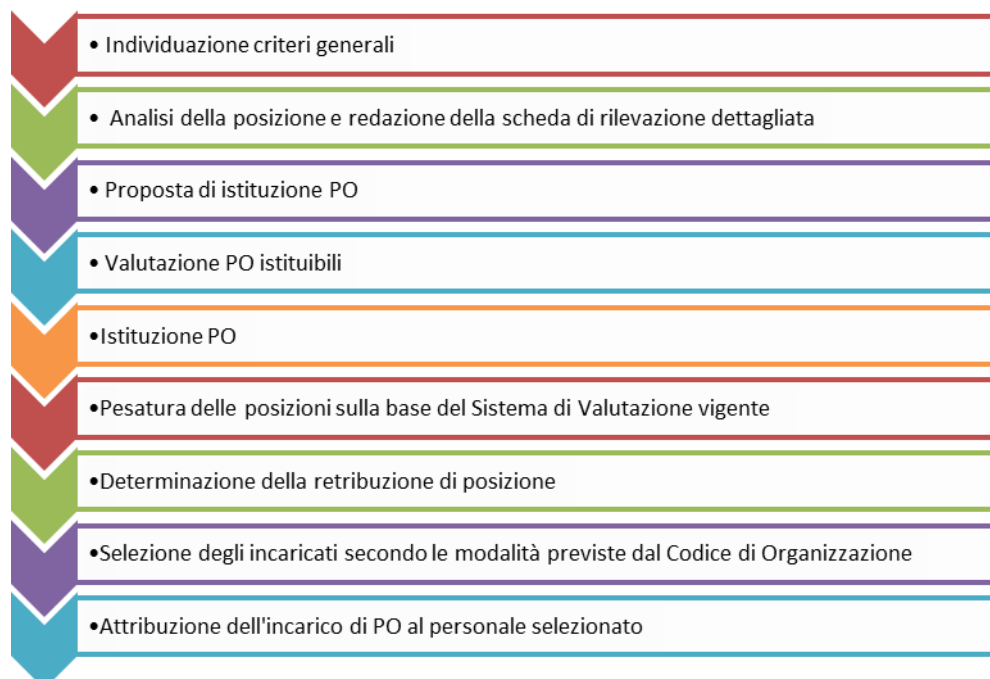 • Individuazione criteri generali
• Analisi della posizione e redazione della scheda di rilevazione dettagliata
• Proposta di istituzione PO
• Valutazione PO istituibili
•Istituzione PO
•Pesatura delle posizioni sulla base del Sistema di Valutazione vigente
•Determinazione della retribuzione di posizione
•Selezione degli incaricati secondo le modalità previste dal Codice di Organizzazione
•Attribuzione dell'incarico di PO al personale selezionato